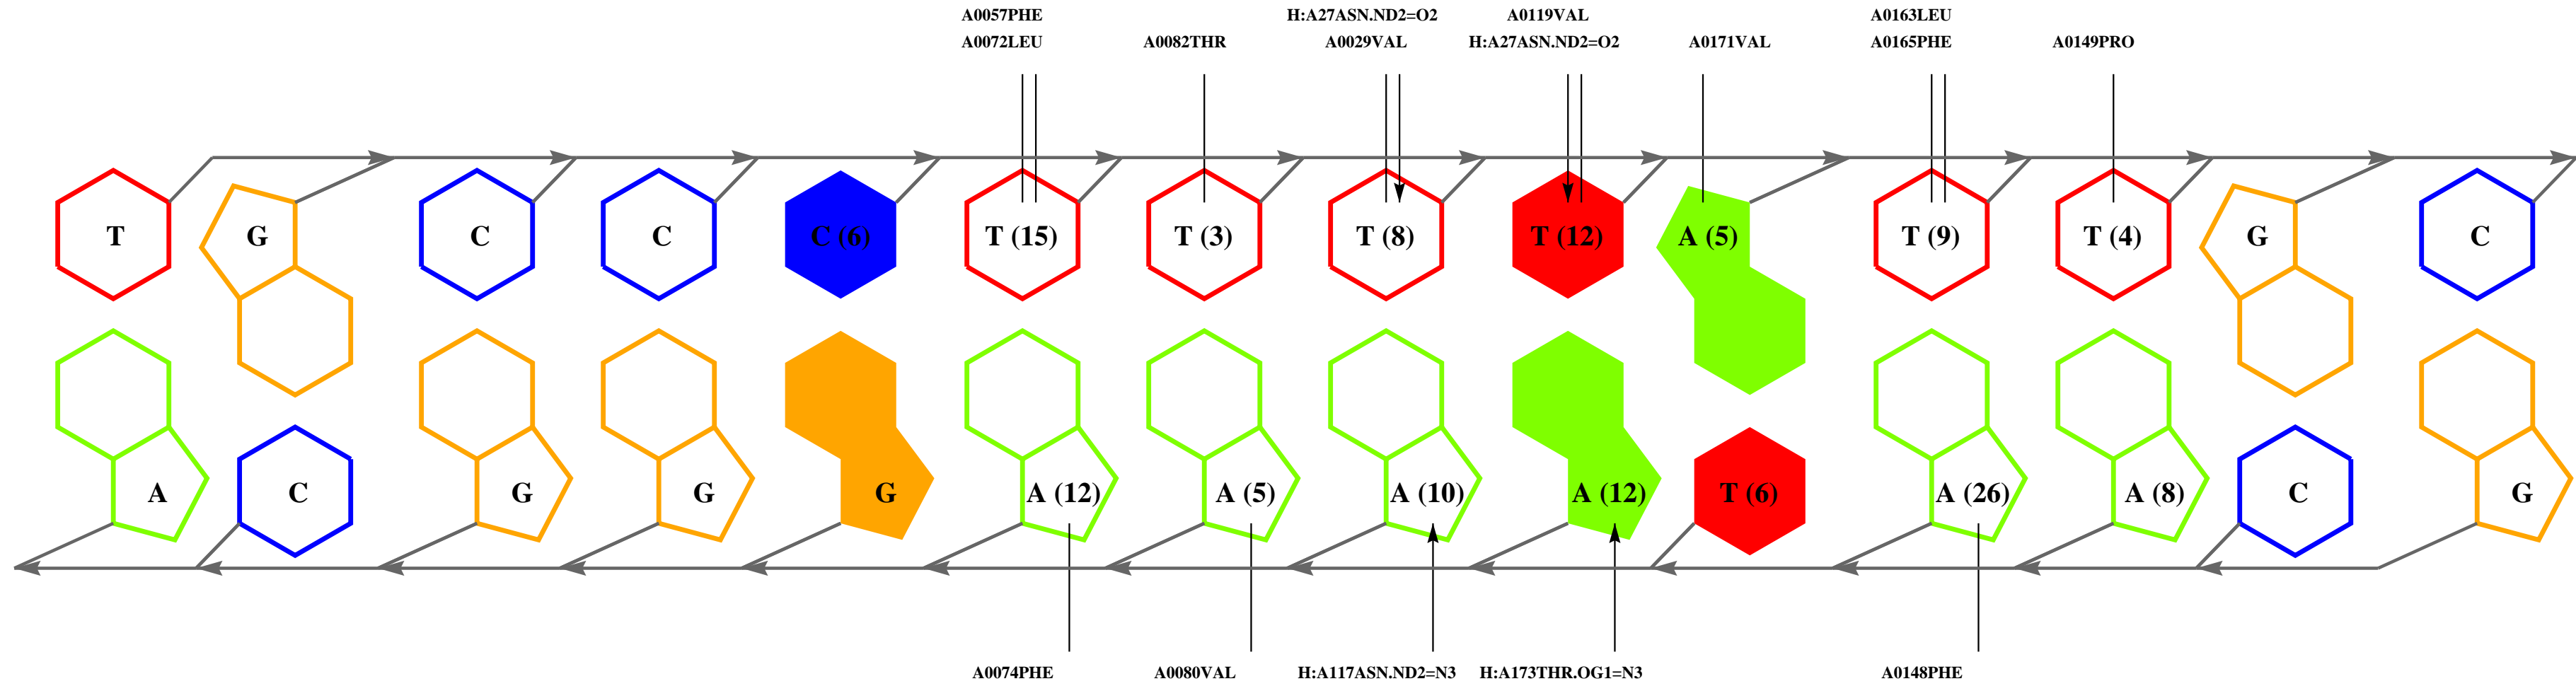 A0057PHE H:A27ASN.ND2=O2 A0119VAL A0163LEU
A0072LEU A0082THR A0029VAL H:A27ASN.ND2=O2 A0171VAL A0165PHE A0149PRO
T G C C C (6) T (15) T (3) T (8) T (12) A (5) T (9) T (4) G C
A C G G G A (12) A (5) A (10) A (12) T (6) A (26) A (8) C G
A0074PHE A0080VAL H:A117ASN.ND2=N3 H:A173THR.OG1=N3 A0148PHE